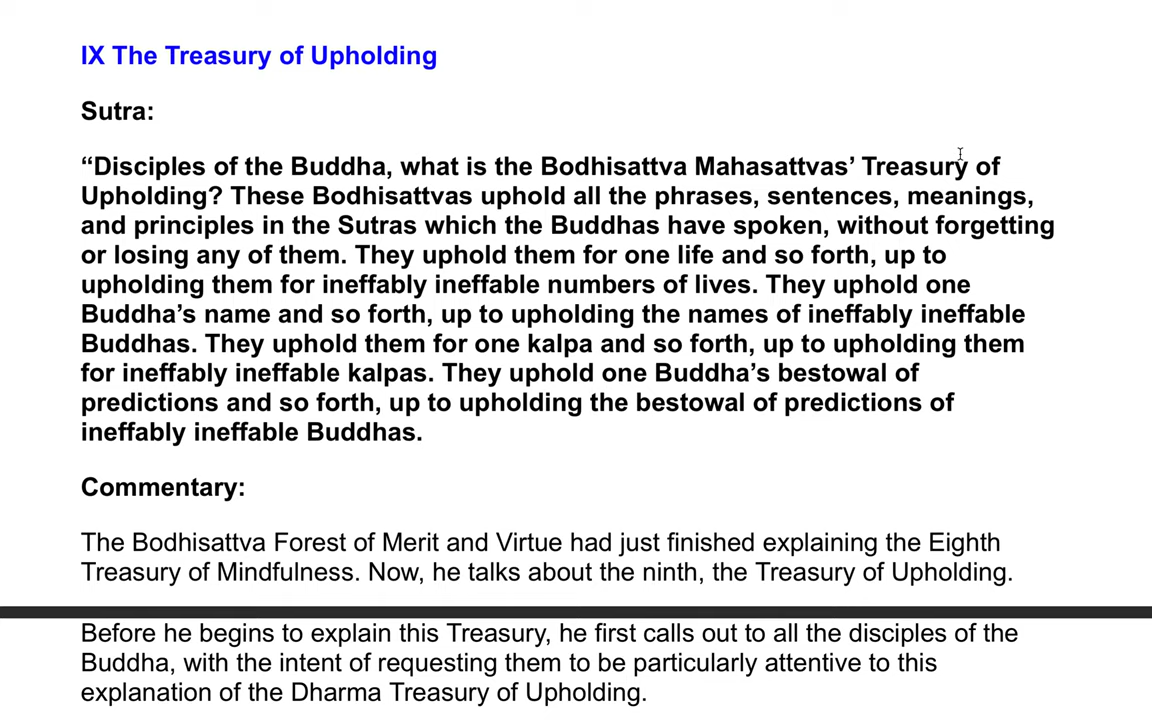 IX The Treasury of Upholding
Sutra:
“Disciples of the Buddha, what is the Bodhisattva Mahasattvas’ Treasury of
Upholding? These Bodhisattvas uphold all the phrases, sentences, meanings,
and principles in the Sutras which the Buddhas have spoken, without forgetting
or losing any of them. They uphold them for one life and so forth, up to
upholding them for ineffably ineffable numbers of lives. They uphold one
Buddha’s name and so forth, up to upholding the names of ineffably ineffable
Buddhas. They uphold them for one kalpa and so forth, up to upholding them
for ineffably ineffable kalpas. They uphold one Buddha’s bestowal of
predictions and so forth, up to upholding the bestowal of predictions of
ineffably ineffable Buddhas.
Commentary:
The Bodhisattva Forest of Merit and Virtue had just finished explaining the Eighth
Treasury of Mindfulness. Now, he talks about the ninth, the Treasury of Upholding.
Before he begins to explain this Treasury, he first calls out to all the disciples of the
Buddha, with the intent of requesting them to be particularly attentive to this
explanation of the Dharma Treasury of Upholding.